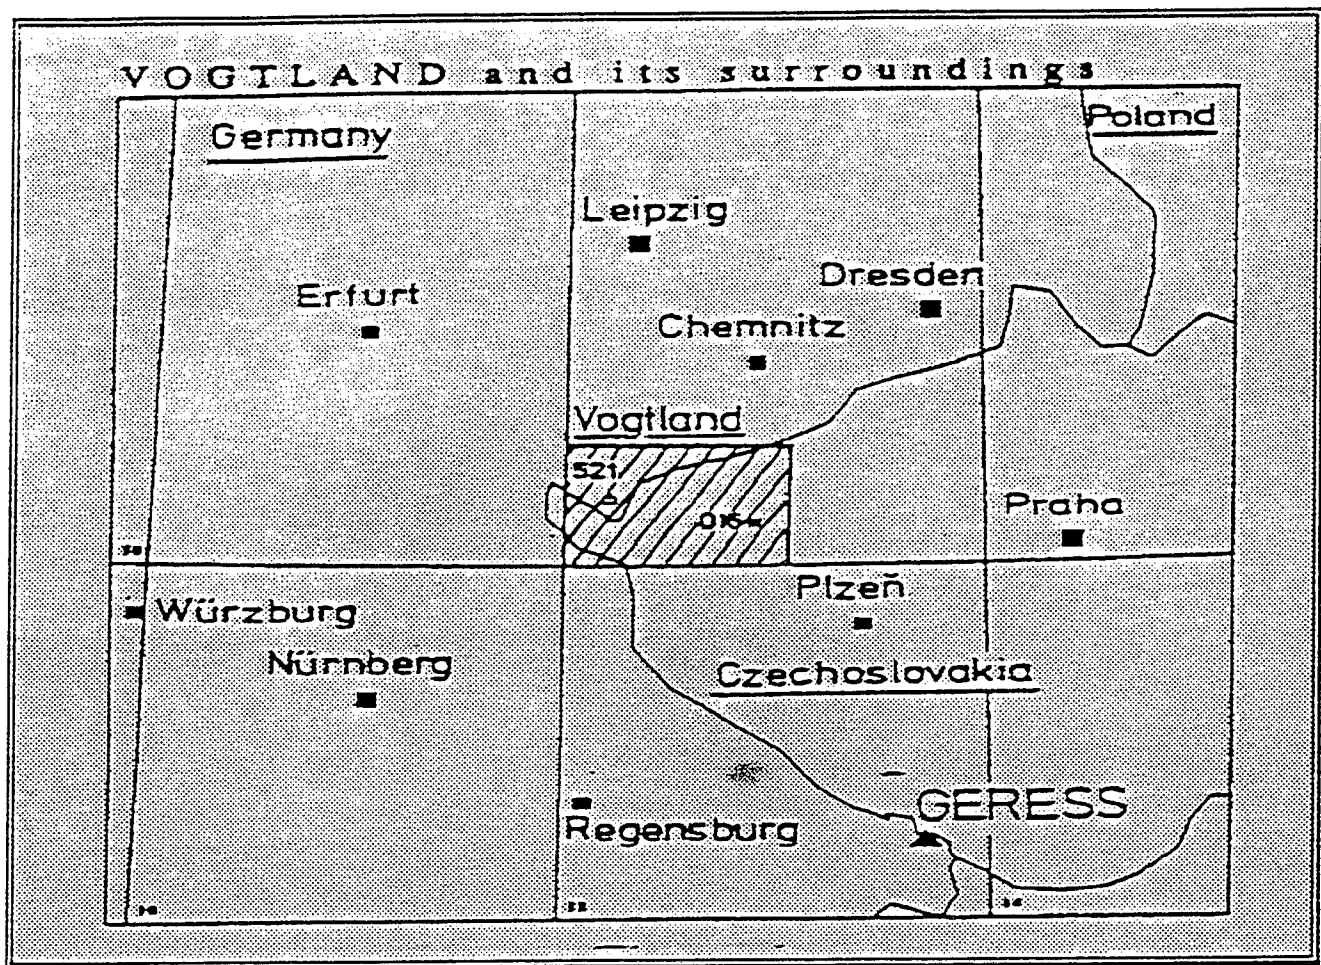 VOGTLAND and its surroundings
Germany
Poland
Leipzig
Dresden
Erfurt
Chemnitz
Vogtland
521
Praha
Plzeň
Würzburg
Nürnberg
Czechoslovakia
GERESS
Regensburg